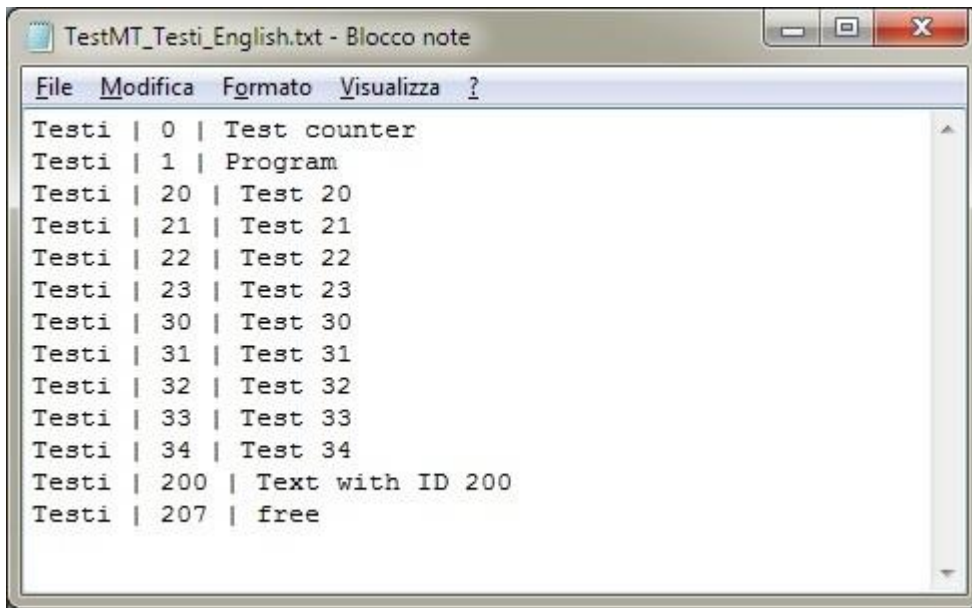 TestMT_Testi_English.txt - Blocco note
File Modifica Formato Visualizza ?
Testi | 0 | Test counter
Testi | 1 | Program
Testi | 20 | Test 20
Testi | 21 | Test 21
Testi | 22 | Test 22
Testi | 23 | Test 23
Testi | 30 | Test 30
Testi | 31 | Test 31
Testi | 32 | Test 32
Testi | 33 | Test 33
Testi | 34 | Test 34
Testi | 200 | Text with ID 200
Testi | 207 | free